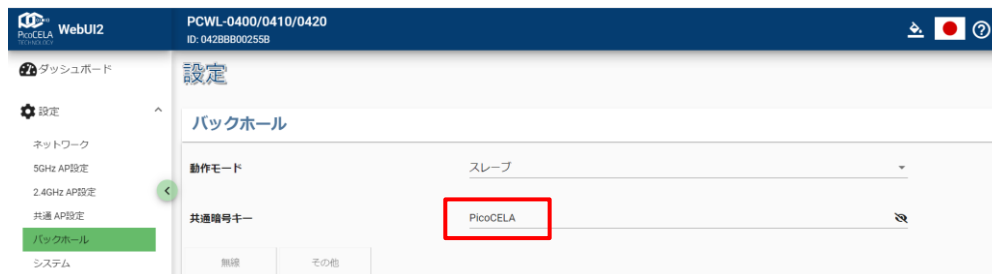 PicoCELA
TECHNOLOGY
WebUI2
PCWL-0400/0410/0420
ID: 042BBB00255B
ダッシュボード
設定
設定
バックホール
ネットワーク
5GHz AP設定
2.4GHz AP設定
共通 AP設定
バックホール
システム
動作モード
スレーブ
共通暗号キー
PicoCELA
無線
その他